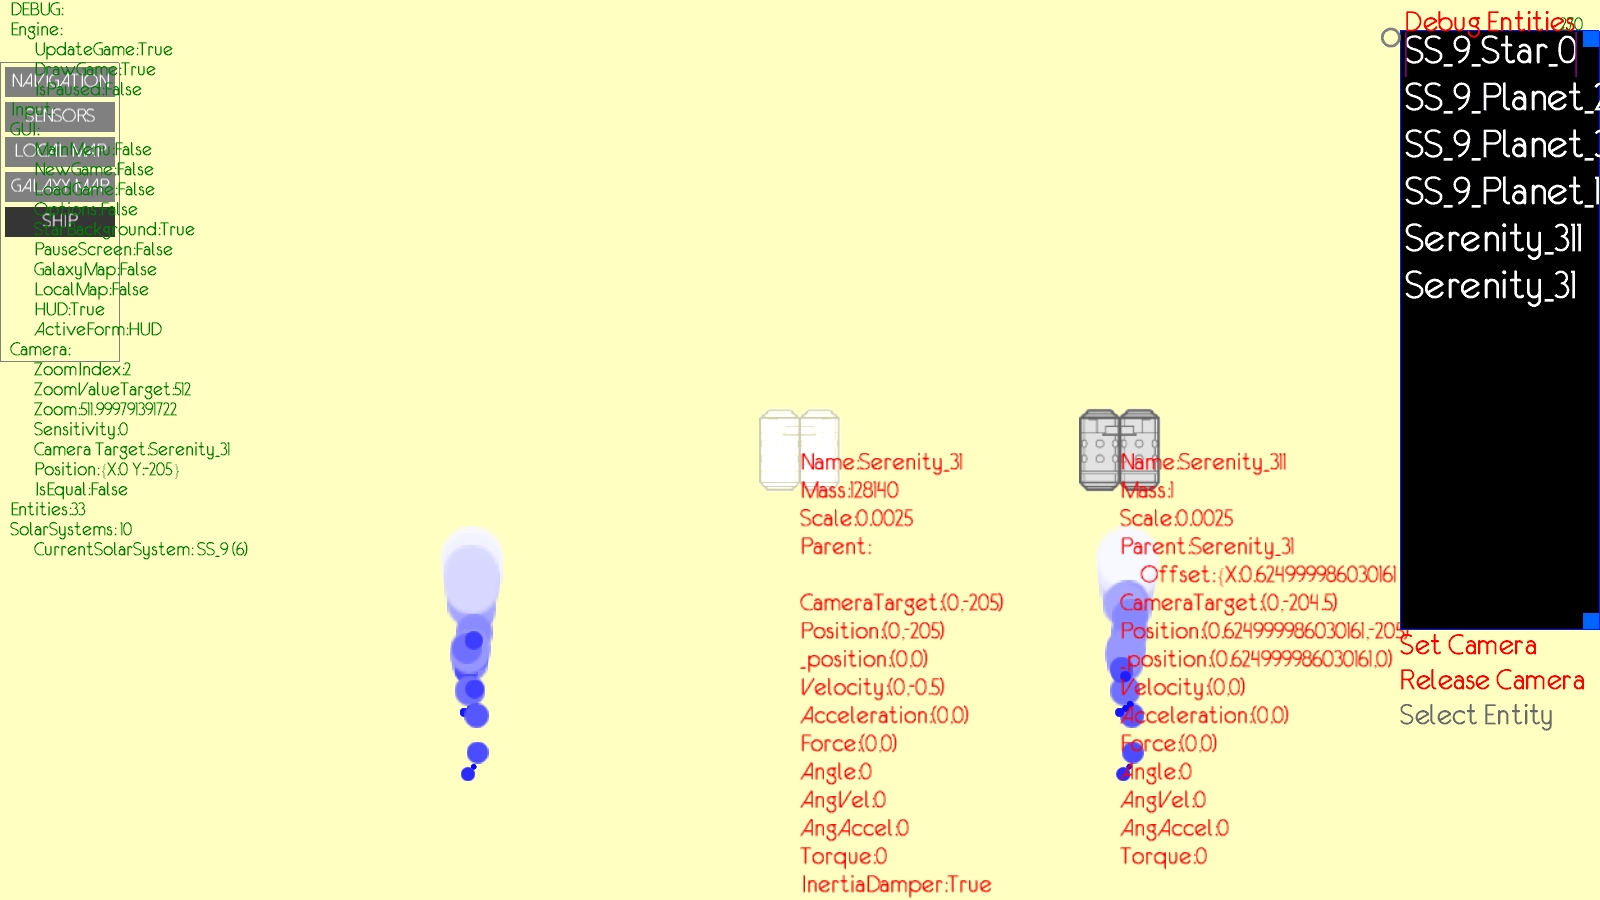 DEBUG:
Engine:
UpdateGame:True
DrawGame:True
IsPaused:False
Input
GUI:
MainMenu:False
NewGame:False
LoadGame:False
Options:False
StarBackground:True
PauseScreen:False
GalaxyMap:False
LocalMap:False
HUD:True
ActiveForm:HUD
Camera:
ZoomIndex:2
ZoomValueTarget:512
Zoom:511.999791391722
Sensitivity:0
Camera Target:Serenity_31
Position:{X:0 Y:-205}
IsEqual:False
Entities:33
SolarSystems: 10
CurrentSolarSystem: SS_9 (6)
NAVIGATION
SENSORS
LOCAL MAP
GALAXY MAP
SHIP
Name:Serenity_31
Mass:128140
Scale:0.0025
Parent:
CameraTarget:(0,-205)
Position:(0,-205)
_position:(0,0)
Velocity:(0,-0.5)
Acceleration:(0,0)
Force:(0,0)
Angle:0
AngVel:0
AngAccel:0
Torque:0
InertiaDamper:True
Name:Serenity_311
Mass:1
Scale:0.0025
Parent:Serenity_31
Offset:{X:0.624999986030161
CameraTarget:(0,-204.5)
Position:(0.624999986030161,-205
_position:(0.624999986030161,0)
Velocity:(0,0)
Acceleration:(0,0)
Force:(0,0)
Angle:0
AngVel:0
AngAccel:0
Torque:0
Debug Entities
SS_9_Star_0
SS_9_Planet_2
SS_9_Planet_3
SS_9_Planet_1
Serenity_311
Serenity_31
Set Camera
Release Camera
Select Entity